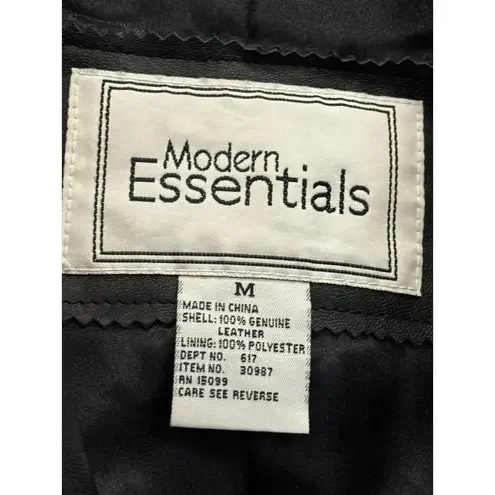 Modern
Essentials
M
MADE IN CHINA
SHELL: 100% GENUINE
LEATHER
LINING: 100% POLYESTER
DEPT NO. 617
ITEM NO. 30987
RN 15099
CARE SEE REVERSE